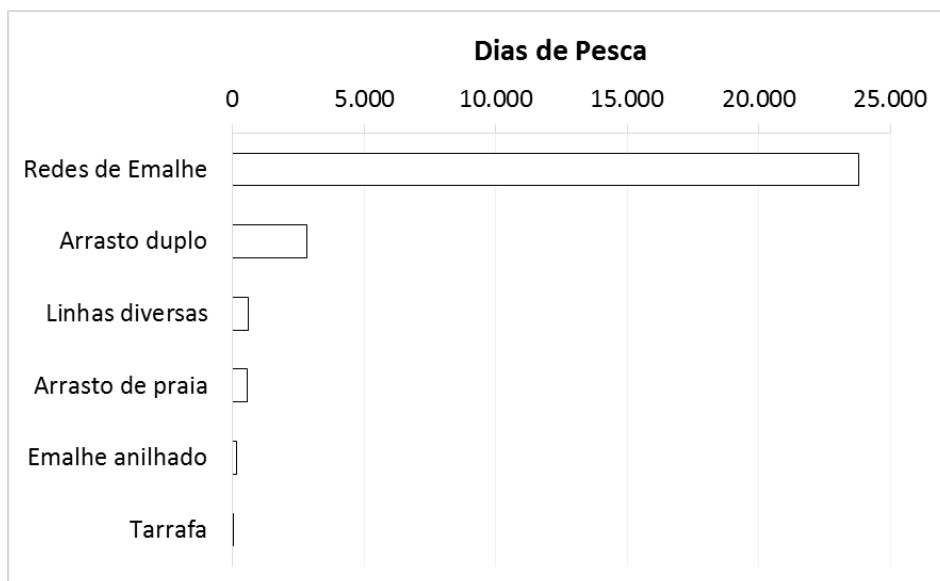 Dias de Pesca
0 5.000 10.000 15.000 20.000 25.000
Redes de Emalhe
Arrasto duplo
Linhas diversas
Arrasto de praia
Emalhe anilhado
Tarrafa